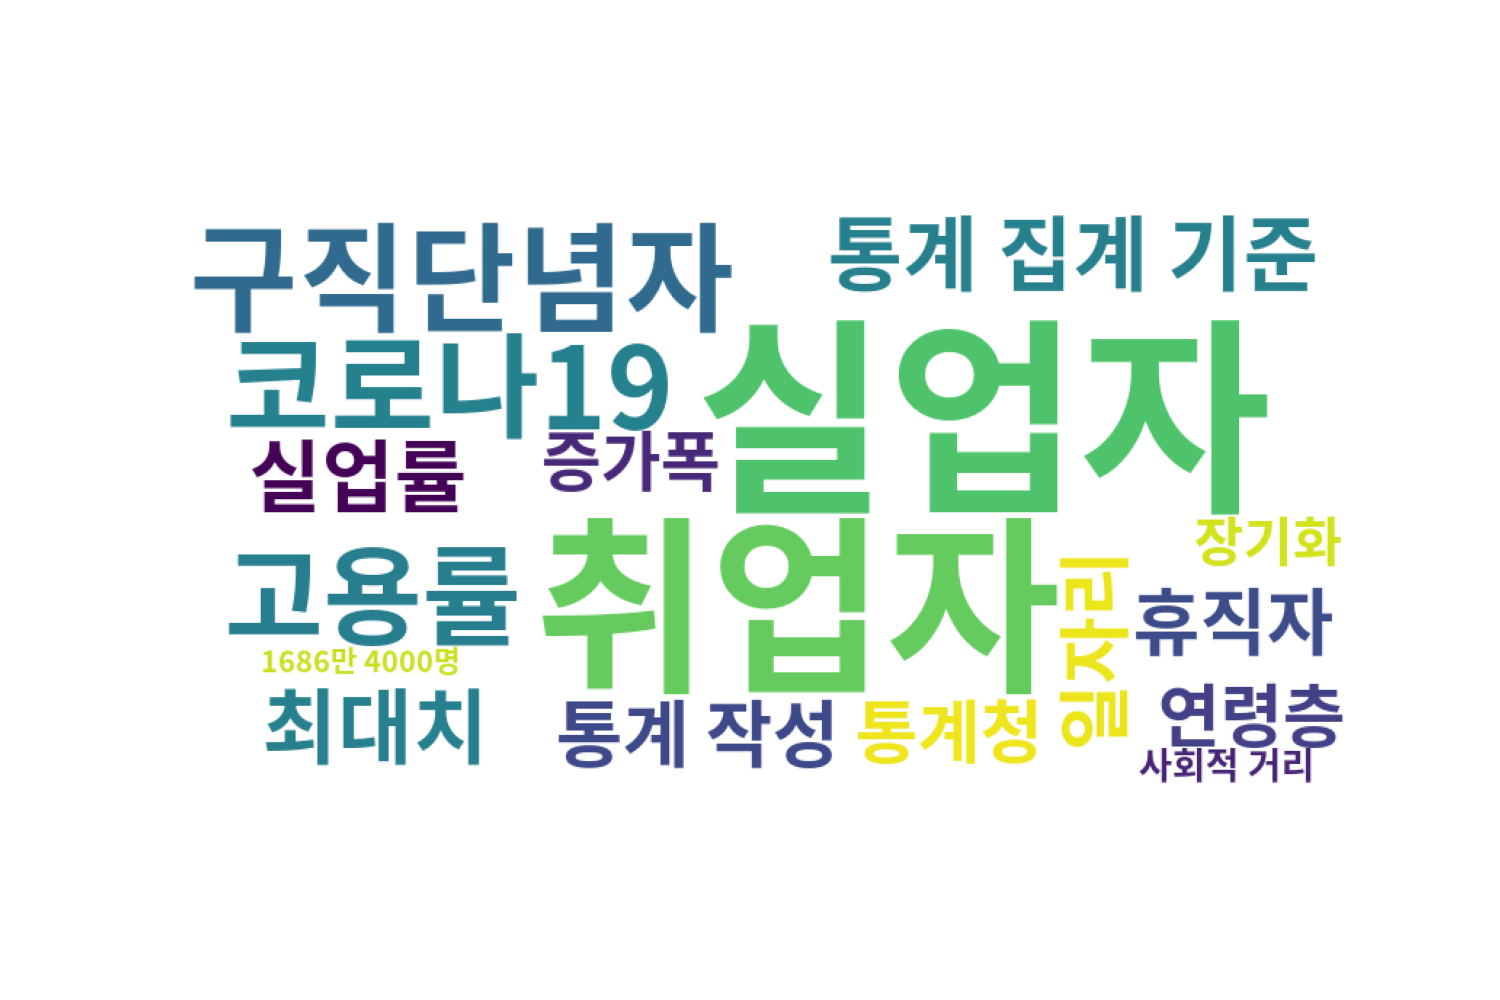 구직단념자
통계 집계 기준
코로나19
실업자
실업률
증가폭
취업자
장기화
고용률
일자리
휴직자
1686만 4000명
최대치
통계 작성
통계청
연령층
사회적 거리